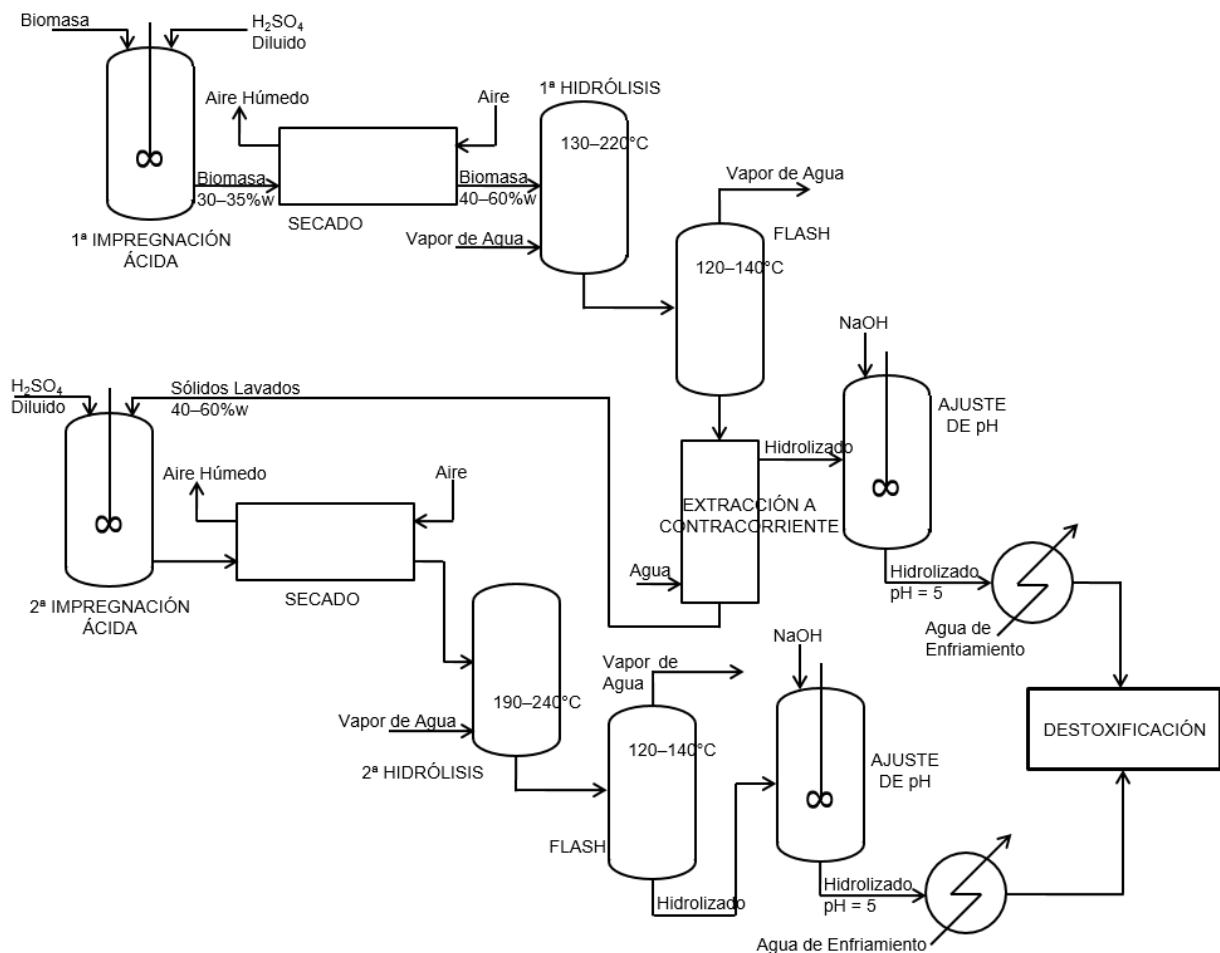 Biomasa
H₂SO₄
Diluido
Aire Húmedo
Aire
1ª HIDRÓLISIS
130–220°C
Biomasa
30–35%w
Biomasa
40–60%w
SECADO
1ª IMPREGNACIÓN
ÁCIDA
Vapor de Agua
Vapor de Agua
FLASH
120–140°C
NaOH
AJUSTE
DE pH
Hidrolizado
EXTRACCIÓN A
CONTRACORRIENTE
Agua
Hidrolizado
pH = 5
Agua de
Enfriamiento
H₂SO₄
Diluido
Sólidos Lavados
40–60%w
Aire Húmedo
Aire
SECADO
2ª IMPREGNACIÓN
ÁCIDA
190–240°C
Vapor de Agua
2ª HIDRÓLISIS
Vapor de
Agua
120–140°C
FLASH
Hidrolizado
NaOH
AJUSTE
DE pH
Hidrolizado
pH = 5
Agua de Enfriamiento
DESTOXIFICACIÓN